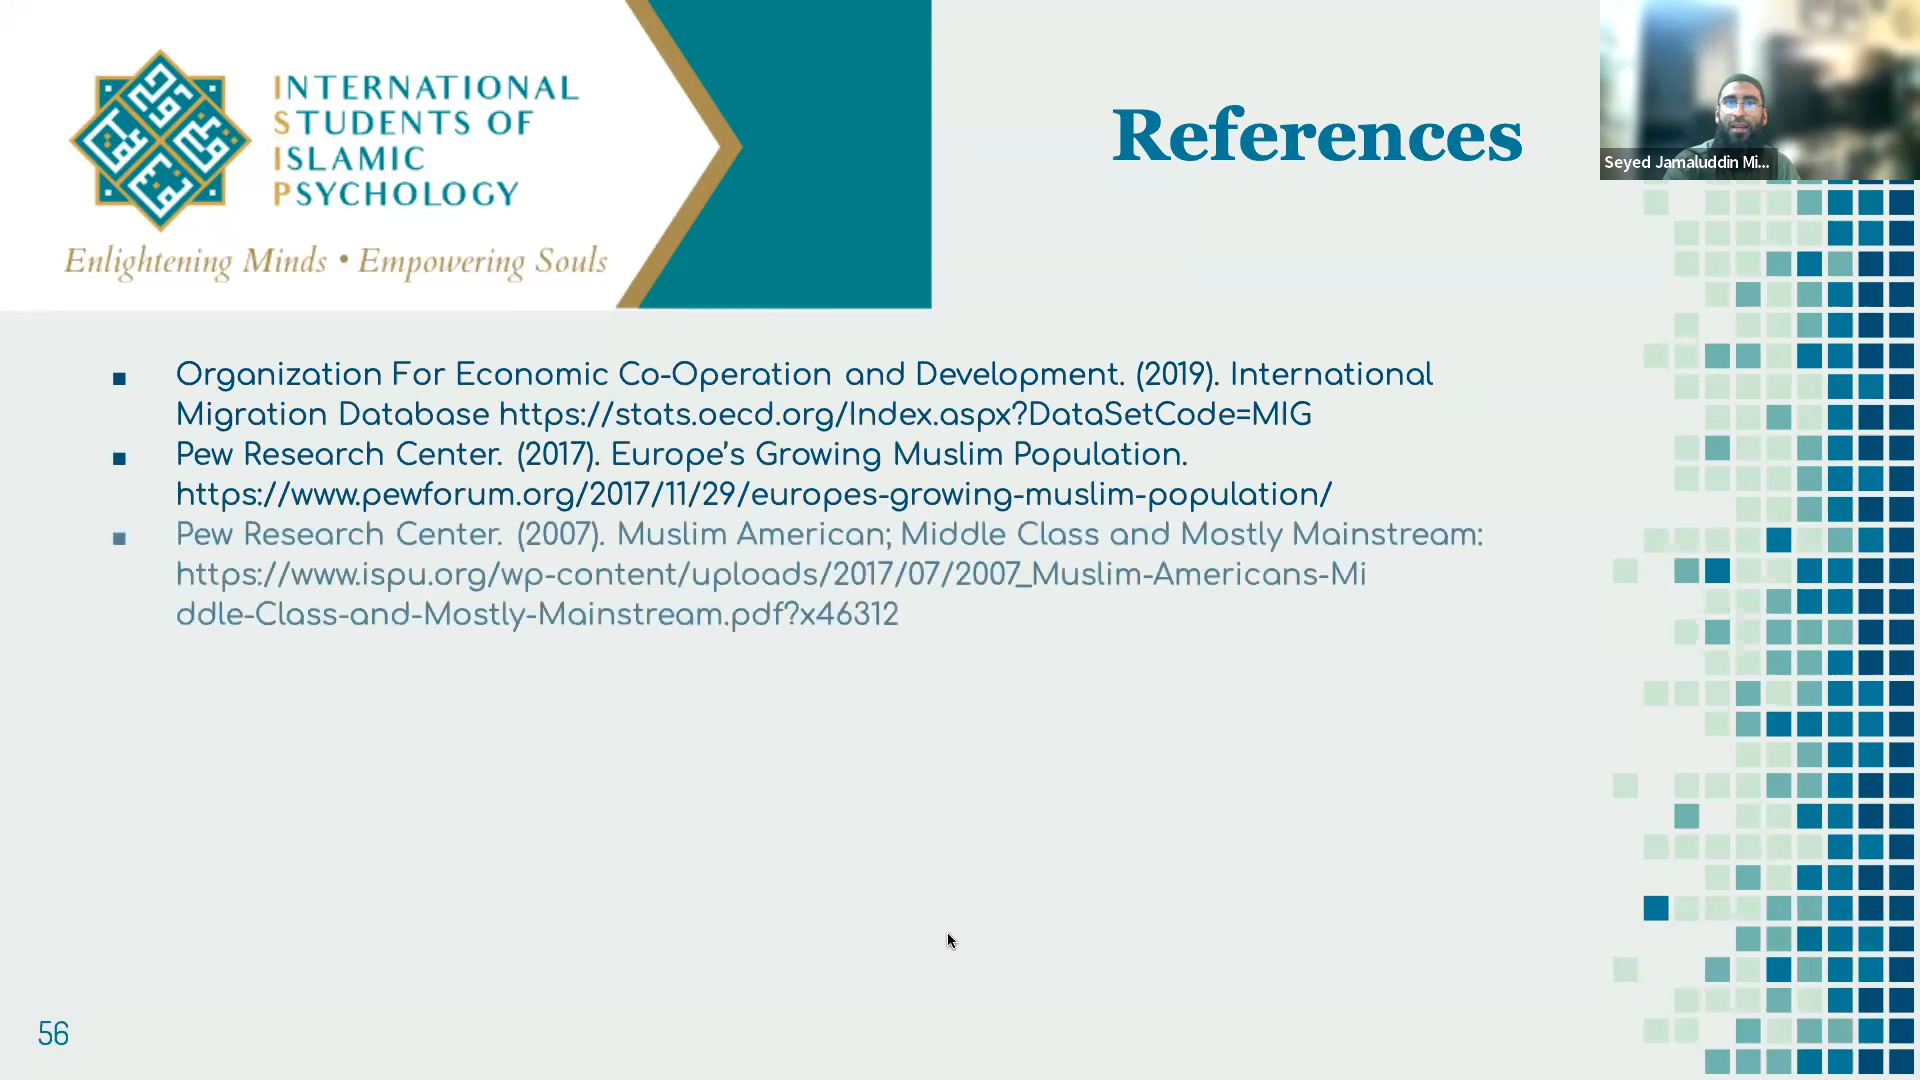 INTERNATIONAL
STUDENTS OF
ISLAMIC
PSYCHOLOGY
Enlightening Minds • Empowering Souls
References
Seyed Jamaluddin Mi...
▪ Organization For Economic Co-Operation and Development. (2019). International
Migration Database https://stats.oecd.org/Index.aspx?DataSetCode=MIG
▪ Pew Research Center. (2017). Europe’s Growing Muslim Population.
https://www.pewforum.org/2017/11/29/europes-growing-muslim-population/
▪ Pew Research Center. (2007). Muslim American; Middle Class and Mostly Mainstream:
https://www.ispu.org/wp-content/uploads/2017/07/2007_Muslim-Americans-Mi
ddle-Class-and-Mostly-Mainstream.pdf?x46312
56